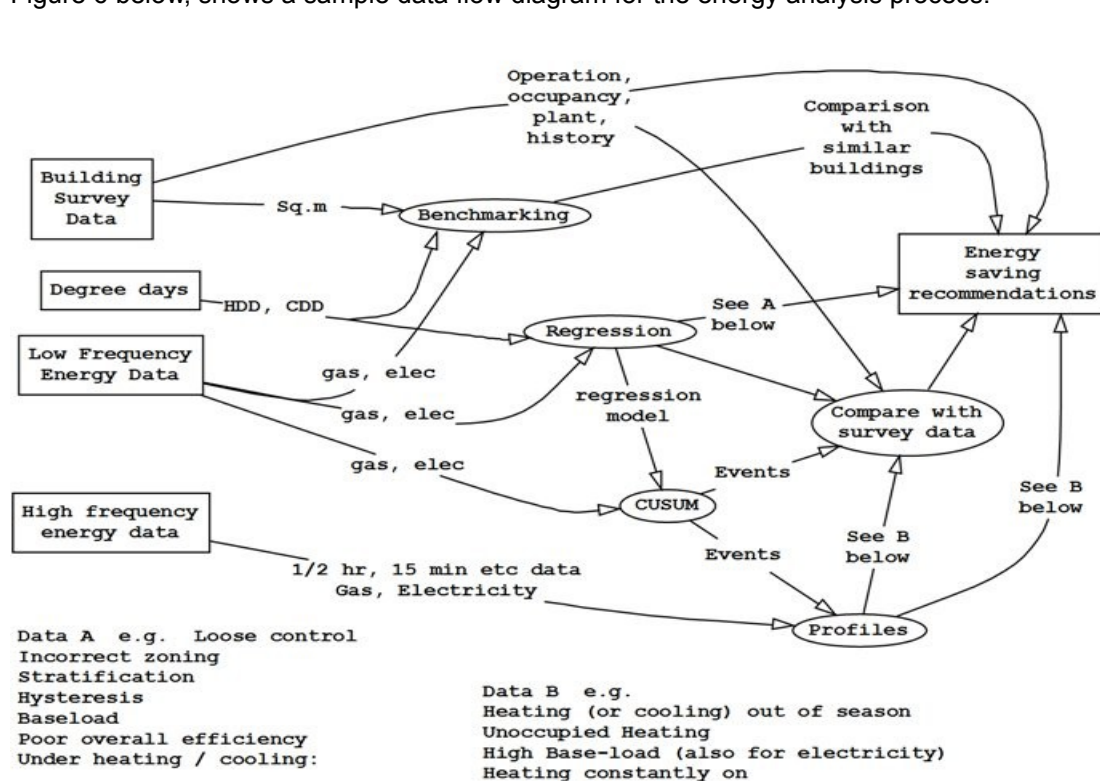 Figure 6 below, shows a sample data flow diagram for the energy analysis process.
Operation,
occupancy,
plant,
history
Comparison
with
similar
buildings
Building
Survey
Data
Sq.m
Benchmarking
Energy
saving
recommendations
Degree days
HDD, CDD
See A
below
Regression
Low Frequency
Energy Data
gas, elec
gas, elec
regression
model
Compare with
survey data
gas, elec
Events
CUSUM
See B
below
High frequency
energy data
Events
See B
below
1/2 hr, 15 min etc data
Gas, Electricity
Profiles
Data A e.g. Loose control
Incorrect zoning
Stratification
Hysteresis
Baseload
Poor overall efficiency
Under heating / cooling:
Data B e.g.
Heating (or cooling) out of season
Unoccupied Heating
High Base-load (also for electricity)
Heating constantly on